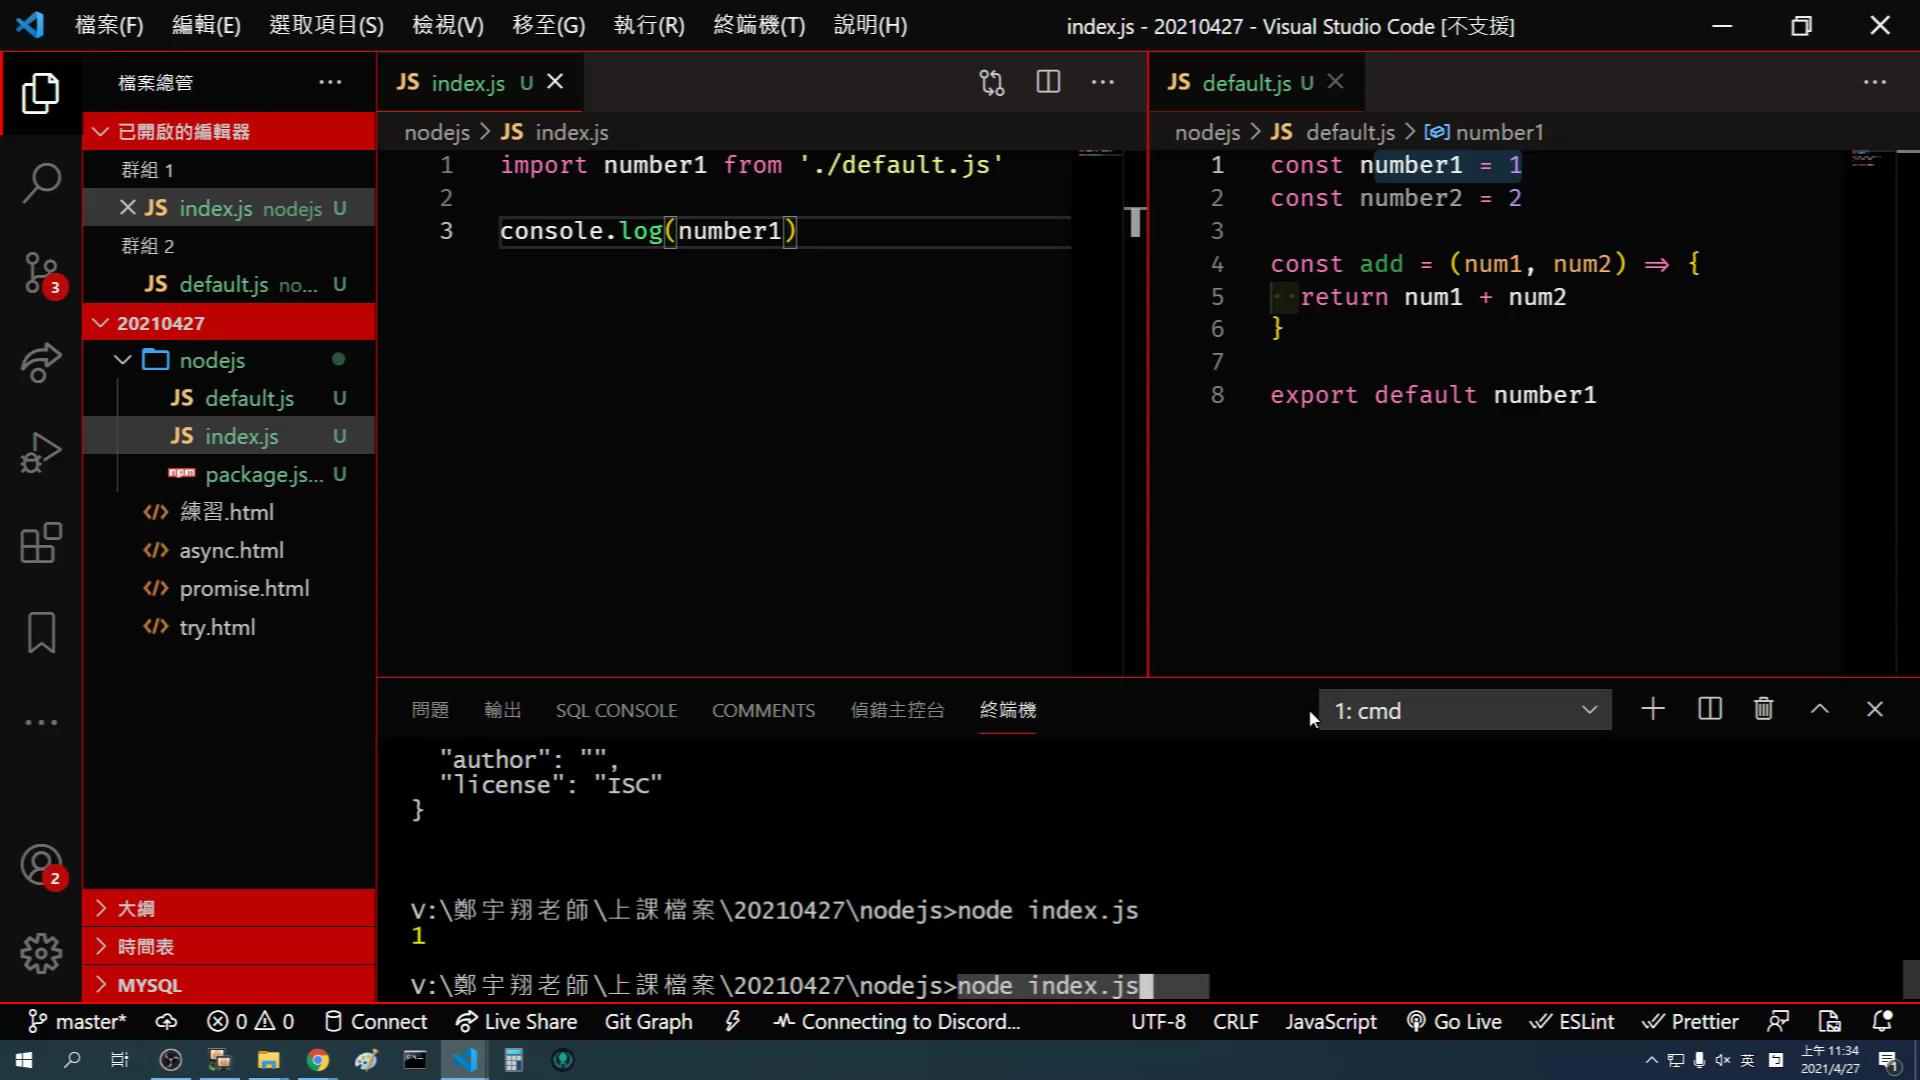 檔案(F) 編輯(E) 選取項目(S) 檢視(V) 移至(G) 執行(R) 終端機(T) 說明(H) index.js - 20210427 - Visual Studio Code [不支援]
檔案總管
已開啟的編輯器
群組 1
JS index.js nodejs U
群組 2
JS default.js no... U
20210427
nodejs
JS default.js U
JS index.js U
npm package.js... U
練習.html
async.html
promise.html
try.html
大綱
時間表
MYSQL
3
2
JS index.js U
nodejs > JS index.js
1 import number1 from './default.js'
2
3 console.log(number1)
JS default.js U
nodejs > JS default.js > number1
1 const number1 = 1
2 const number2 = 2
3
4 const add = (num1, num2) => {
5 return num1 + num2
6 }
7
8 export default number1
問題 輸出 SQL CONSOLE COMMENTS 偵錯主控台 終端機 1: cmd
"author": "",
"license": "ISC"
}
V:\鄭宇翔老師\上課檔案\20210427\nodejs>node index.js
1
V:\鄭宇翔老師\上課檔案\20210427\nodejs>node index.js
master* 0 0 Connect Live Share Git Graph Connecting to Discord... UTF-8 CRLF JavaScript Go Live ESLint Prettier
英 上午 11:34
2021/4/27
1